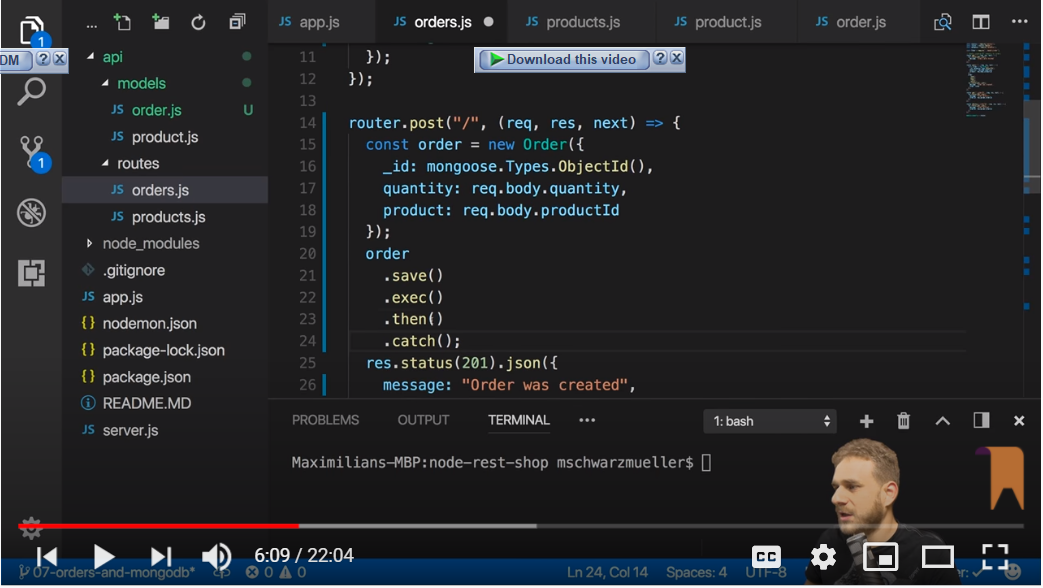 ... JS app.js JS orders.js JS products.js JS product.js JS order.js ...
1
DM ? X
Download this video ? X
api
models
JS order.js U
JS product.js
routes
JS orders.js
JS products.js
node_modules
.gitignore
JS app.js
{} nodemon.json
{} package-lock.json
{} package.json
README.MD
JS server.js
1
11 });
12 });
13
14 router.post("/", (req, res, next) => {
15 const order = new Order({
16 _id: mongoose.Types.ObjectId(),
17 quantity: req.body.quantity,
18 product: req.body.productId
19 });
20 order
21 .save()
22 .exec()
23 .then()
24 .catch();
25 res.status(201).json({
26 message: "Order was created",
PROBLEMS OUTPUT TERMINAL ... 1: bash
Maximilians-MBP:node-rest-shop mschwarzmueller$
6:09 / 22:04
CC
07-orders-and-mongodb* 0 0 Ln 24, Col 14 Spaces: 4 UTF-8